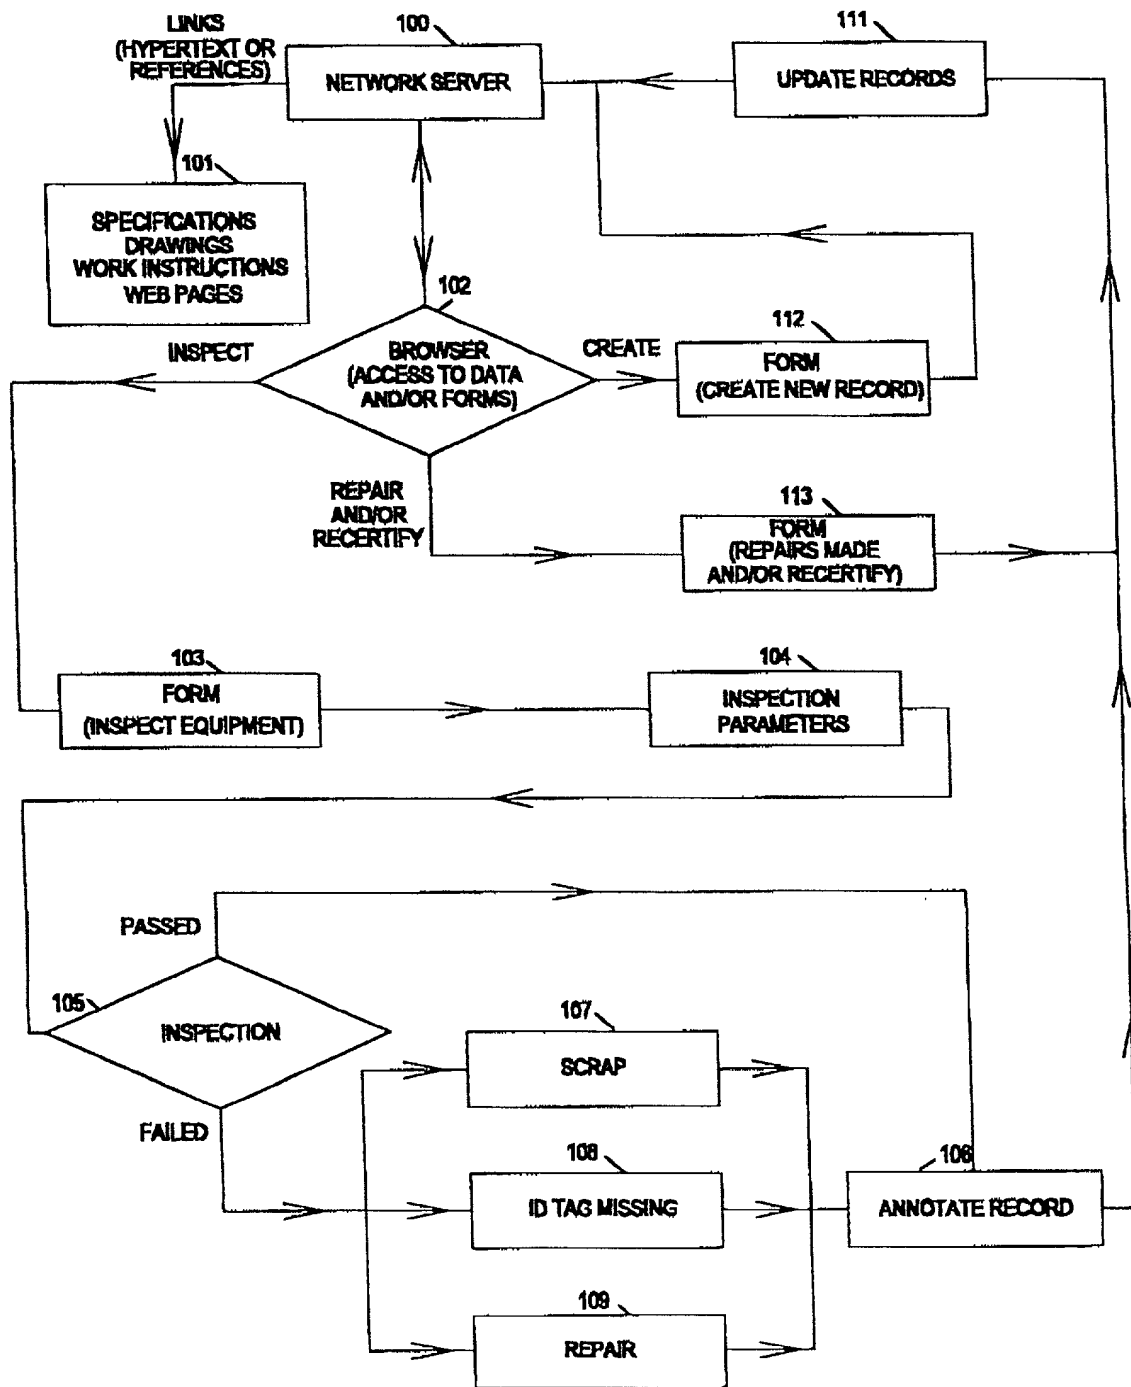 LINKS
(HYPERTEXT OR
REFERENCES)
100
NETWORK SERVER
111
UPDATE RECORDS
101
SPECIFICATIONS
DRAWINGS
WORK INSTRUCTIONS
WEB PAGES
102
BROWSER
(ACCESS TO DATA
AND/OR FORMS)
INSPECT
CREATE
112
FORM
(CREATE NEW RECORD)
REPAIR
AND/OR
RECERTIFY
113
FORM
(REPAIRS MADE
AND/OR RECERTIFY)
103
FORM
(INSPECT EQUIPMENT)
104
INSPECTION
PARAMETERS
PASSED
105
INSPECTION
FAILED
107
SCRAP
108
ID TAG MISSING
106
ANNOTATE RECORD
109
REPAIR